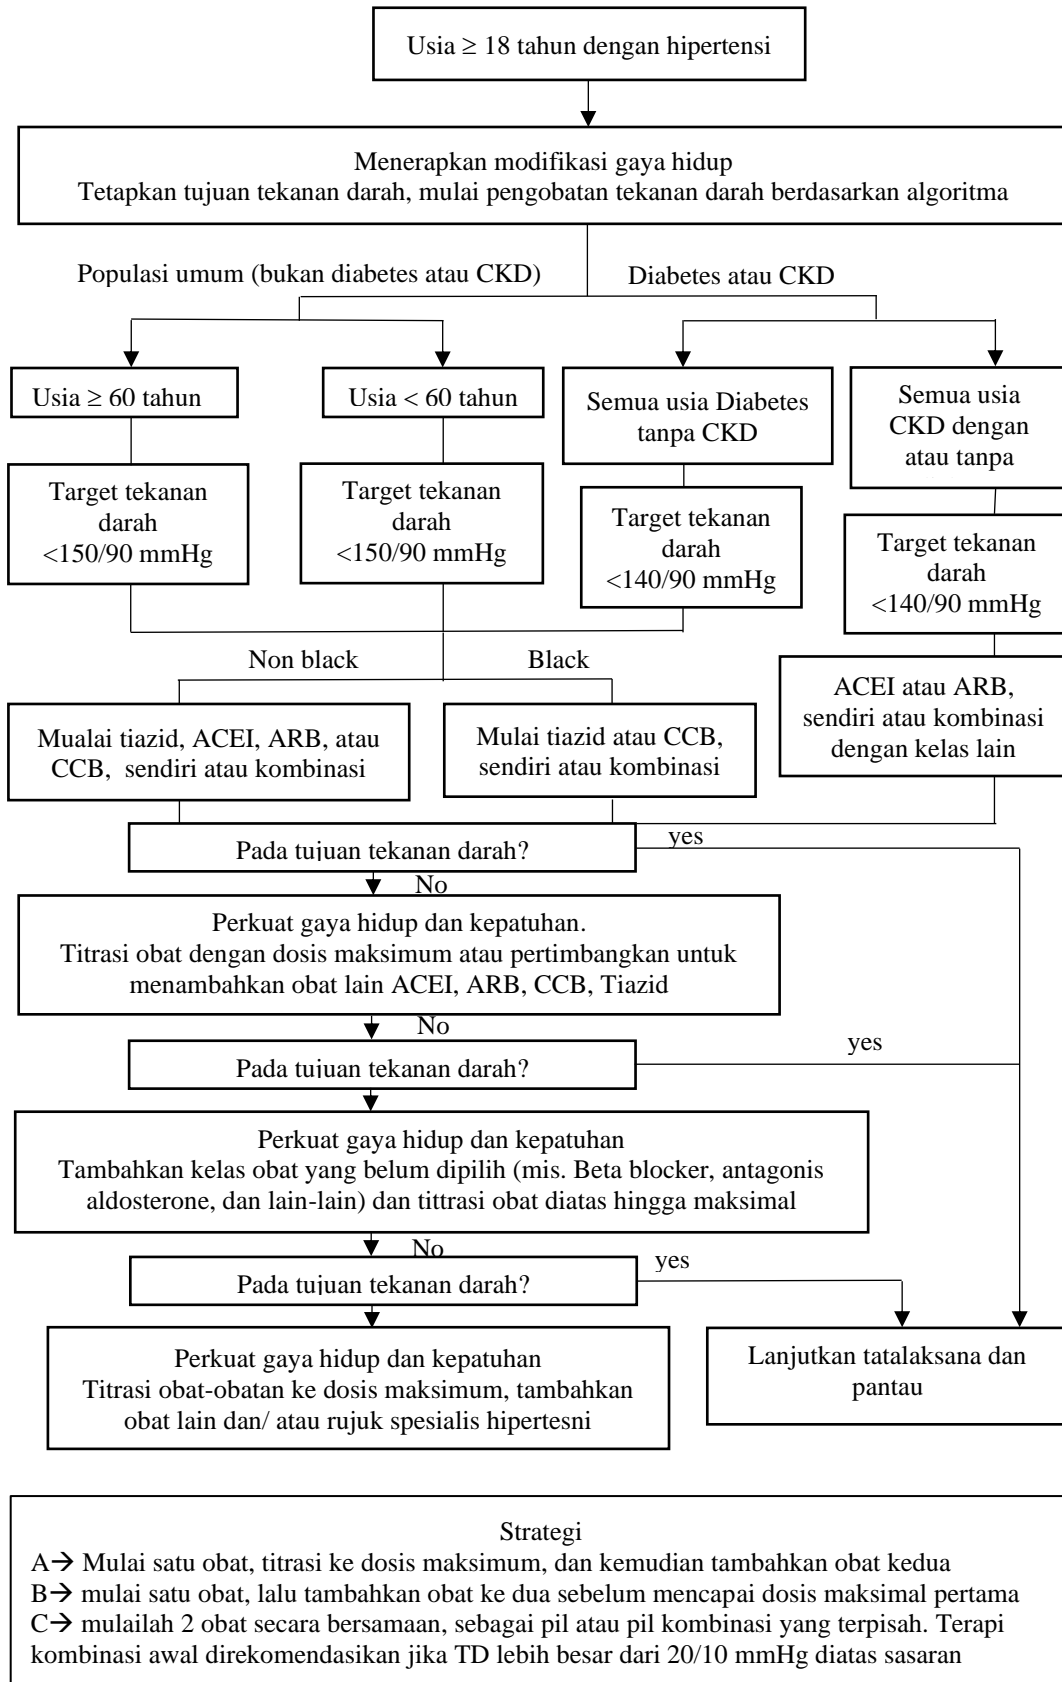 Usia ≥ 18 tahun dengan hipertensi
Menerapkan modifikasi gaya hidup
Tetapkan tujuan tekanan darah, mulai pengobatan tekanan darah berdasarkan algoritma
Populasi umum (bukan diabetes atau CKD)
Diabetes atau CKD
Usia ≥ 60 tahun
Usia < 60 tahun
Semua usia Diabetes
tanpa CKD
Semua usia
CKD dengan
atau tanpa
Target tekanan
darah
<150/90 mmHg
Target tekanan
darah
<150/90 mmHg
Target tekanan
darah
<140/90 mmHg
Target tekanan
darah
<140/90 mmHg
Non black
Black
Mualai tiazid, ACEI, ARB, atau
CCB, sendiri atau kombinasi
Mulai tiazid atau CCB,
sendiri atau kombinasi
ACEI atau ARB,
sendiri atau kombinasi
dengan kelas lain
Pada tujuan tekanan darah?
yes
No
Perkuat gaya hidup dan kepatuhan.
Titrasi obat dengan dosis maksimum atau pertimbangkan untuk
menambahkan obat lain ACEI, ARB, CCB, Tiazid
No
Pada tujuan tekanan darah?
yes
Perkuat gaya hidup dan kepatuhan
Tambahkan kelas obat yang belum dipilih (mis. Beta blocker, antagonis
aldosterone, dan lain-lain) dan tittrasi obat diatas hingga maksimal
No
Pada tujuan tekanan darah?
yes
Perkuat gaya hidup dan kepatuhan
Titrasi obat-obatan ke dosis maksimum, tambahkan
obat lain dan/ atau rujuk spesialis hipertesni
Lanjutkan tatalaksana dan
pantau
Strategi
A→ Mulai satu obat, titrasi ke dosis maksimum, dan kemudian tambahkan obat kedua
B→ mulai satu obat, lalu tambahkan obat ke dua sebelum mencapai dosis maksimal pertama
C→ mulailah 2 obat secara bersamaan, sebagai pil atau pil kombinasi yang terpisah. Terapi
kombinasi awal direkomendasikan jika TD lebih besar dari 20/10 mmHg diatas sasaran